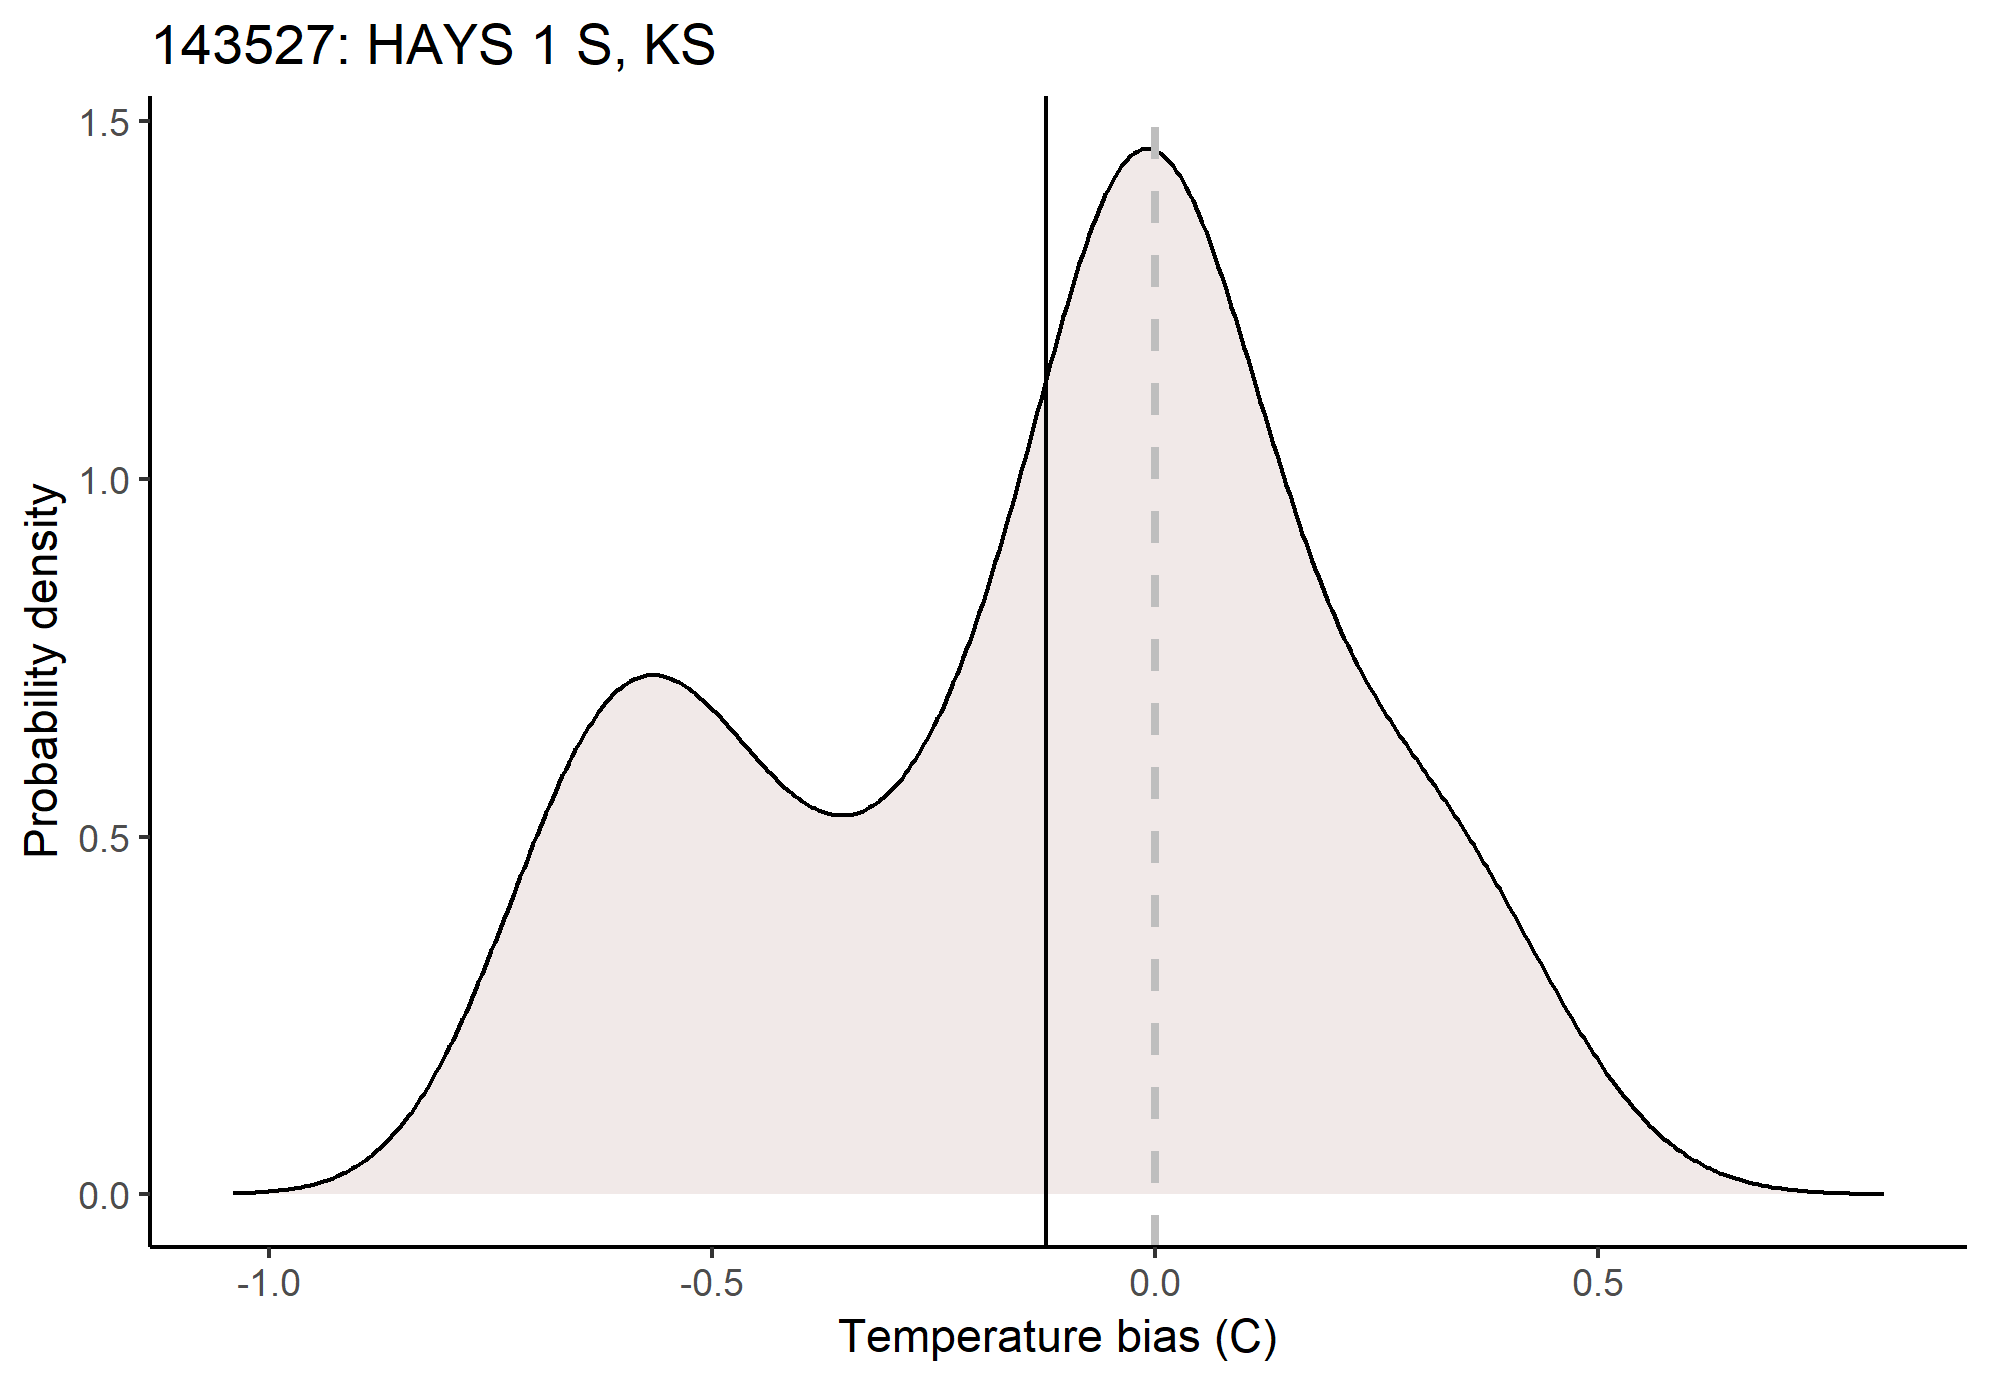 143527: HAYS 1 S, KS
1.5
1.0
0.5
0.0
Probability density
-1.0 -0.5 0.0 0.5
Temperature bias (C)